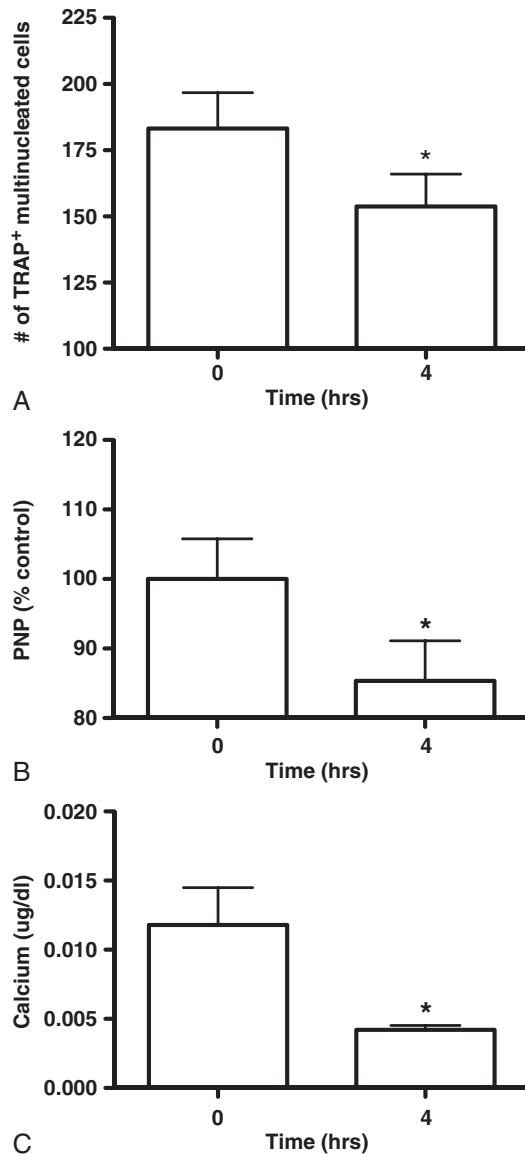 # of TRAP+ multinucleated cells
225
200
175
150
125
100
*
0
4
Time (hrs)
A
PNP (% control)
120
110
100
90
80
*
0
4
Time (hrs)
B
Calcium (ug/dl)
0.020
0.015
0.010
0.005
0.000
*
0
4
Time (hrs)
C